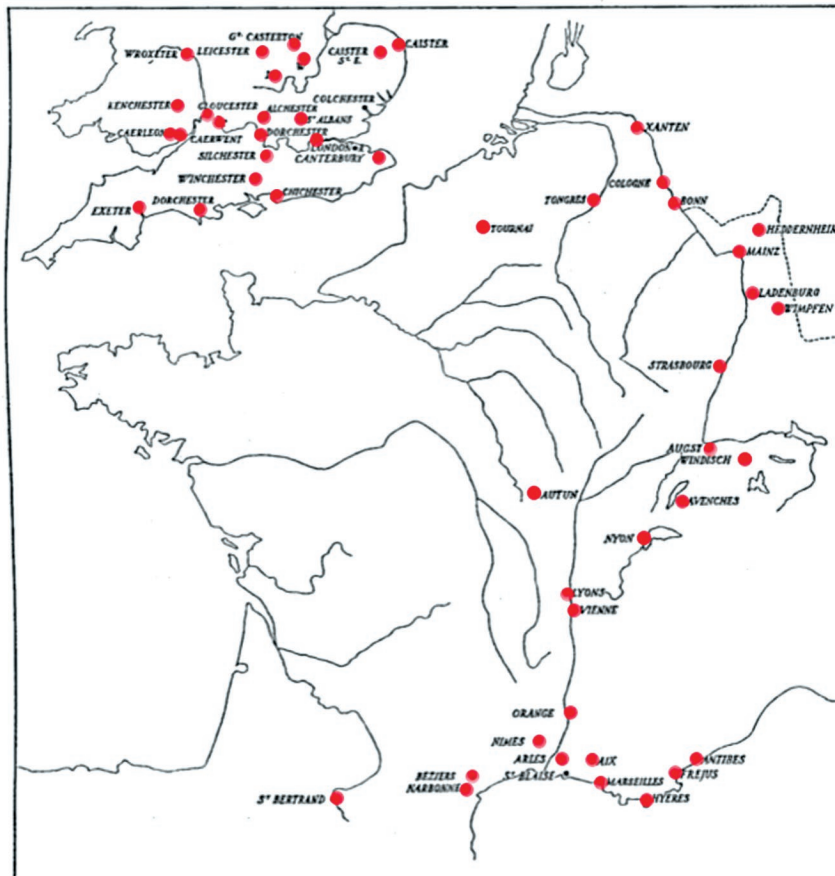 Gᵗ· CASTERTON
WROXETER
LEICESTER
CAISTER
Sᵗ· E.
CAISTER
KENCHESTER
GLOUCESTER
ALCHESTER
COLCHESTER
Sᵗ ALBANS
CAERLEON
CAERWENT
DORCHESTER
LONDON
SILCHESTER
CANTERBURY
WINCHESTER
CHICHESTER
EXETER
DORCHESTER
XANTEN
COLOGNE
TONGRES
BONN
TOURNAI
HEDDERNHEIM
MAINZ
LADENBURG
WIMPFEN
STRASBOURG
AUGST
WINDISCH
AUTUN
AVENCHES
NYON
LYONS
VIENNE
ORANGE
NIMES
ARLES
AIX
ANTIBES
BEZIERS
Sᵗ BLAISE
FREJUS
NARBONNE
MARSEILLES
Sᵗ BERTRAND
HYERES